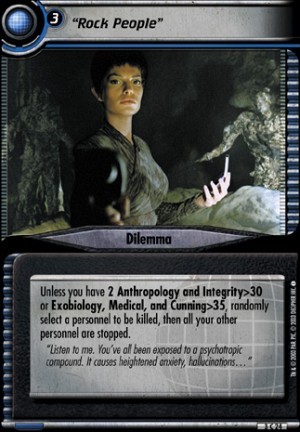 3
"Rock People"
Dilemma
Unless you have 2 Anthropology and Integrity>30
or Exobiology, Medical, and Cunning>35, randomly
select a personnel to be killed, then all your other
personnel are stopped.
"Listen to me. You've all been exposed to a psychotropic
compound. It causes heightened anxiety, hallucinations…"
3 C 24